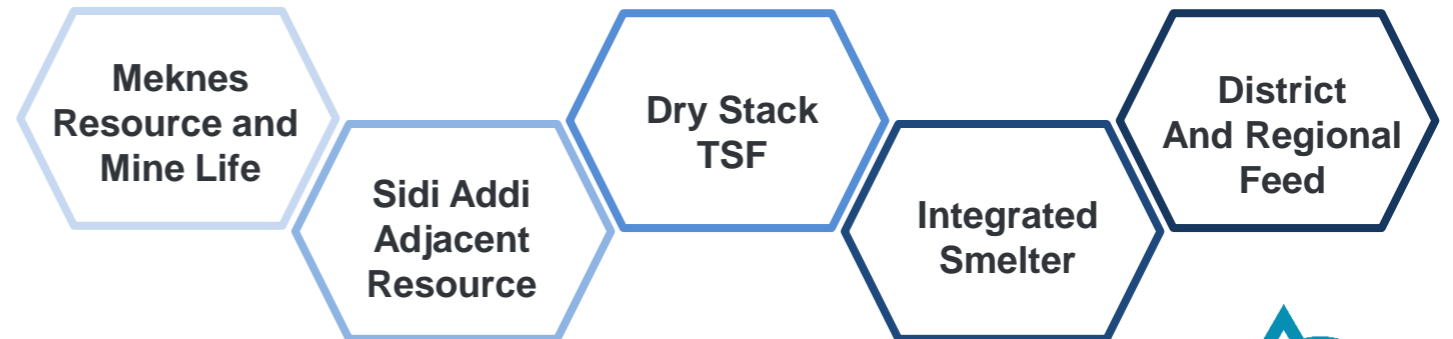 Meknes
Resource and
Mine Life
Sidi Addi
Adjacent
Resource
Dry Stack
TSF
Integrated
Smelter
District
And Regional
Feed